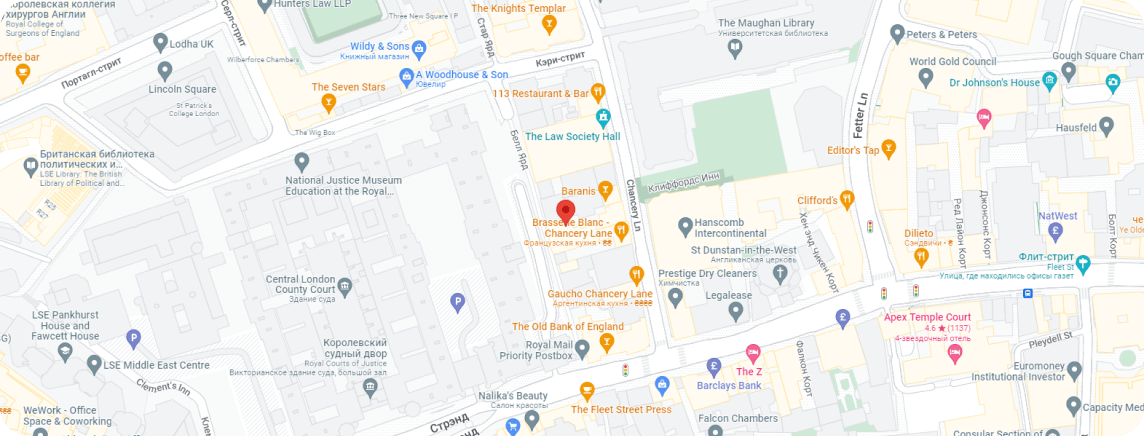 оролевская коллегия
хирургов Англии
Royal College of
Surgeons of England
Серл-стрит
Hunters Law LLP
Three New Square | P
Стар Ярд
The Knights Templar
The Maughan Library
Университетская библиотека
Peters & Peters
Lodha UK
Wildy & Sons
Книжный магазин
Wilberforce Chambers
Кэри-стрит
offee bar
Португал-стрит
A Woodhouse & Son
Ювелир
World Gold Council
Gough Square Cham
Dr Johnson's House
Lincoln Square
The Seven Stars
113 Restaurant & Bar
St Patrick's
College London
Fetter Ln
The Wig Box
The Law Society Hall
Белл Ярд
Hausfeld
Британская библиотека
политических и...
LSE Library: The British
Library of Political and...
Editor's Tap
National Justice Museum
Education at the Royal...
Baranis
Chancery Ln
Клиффордс Инн
Clifford's
R25
R27
Brasserie Blanc -
Chancery Lane
Французская кухня • ₴₴
Hanscomb
Intercontinental
Хен энд Чикен Корт
Ред Лайон Корт
Джонсонс Корт
NatWest
Болт Корт
че
Ye Olde
Dilieto
Сэндвичи • ₴
St Dunstan-in-the-West
Англиканская церковь
Флит-стрит
Fleet St
Улица, где находились офисы газет
Prestige Dry Cleaners
Химчистка
Central London
County Court
Здание суда
Gaucho Chancery Lane
Аргентинская кухня • ₴₴₴₴
Legalease
LSE Pankhurst
House and
Fawcett House
SG)
The Old Bank of England
Apex Temple Court
4.6 ★ (1137)
4-звездочный отель
Королевский
судный двор
Royal Courts of Justice
Викторианское здание суда, большой зал
Royal Mail
Priority Postbox
Pleydell St
LSE Middle East Centre
The Z
Фалкон Корт
Euromoney
Institutional Investor
Clement's Inn
Barclays Bank
Nalika's Beauty
Салон красоты
The Fleet Street Press
Capacity Med
WeWork - Office
Space & Coworking
Клем
Стрэнд
Стрэнд
Falcon Chambers
Consular Section of